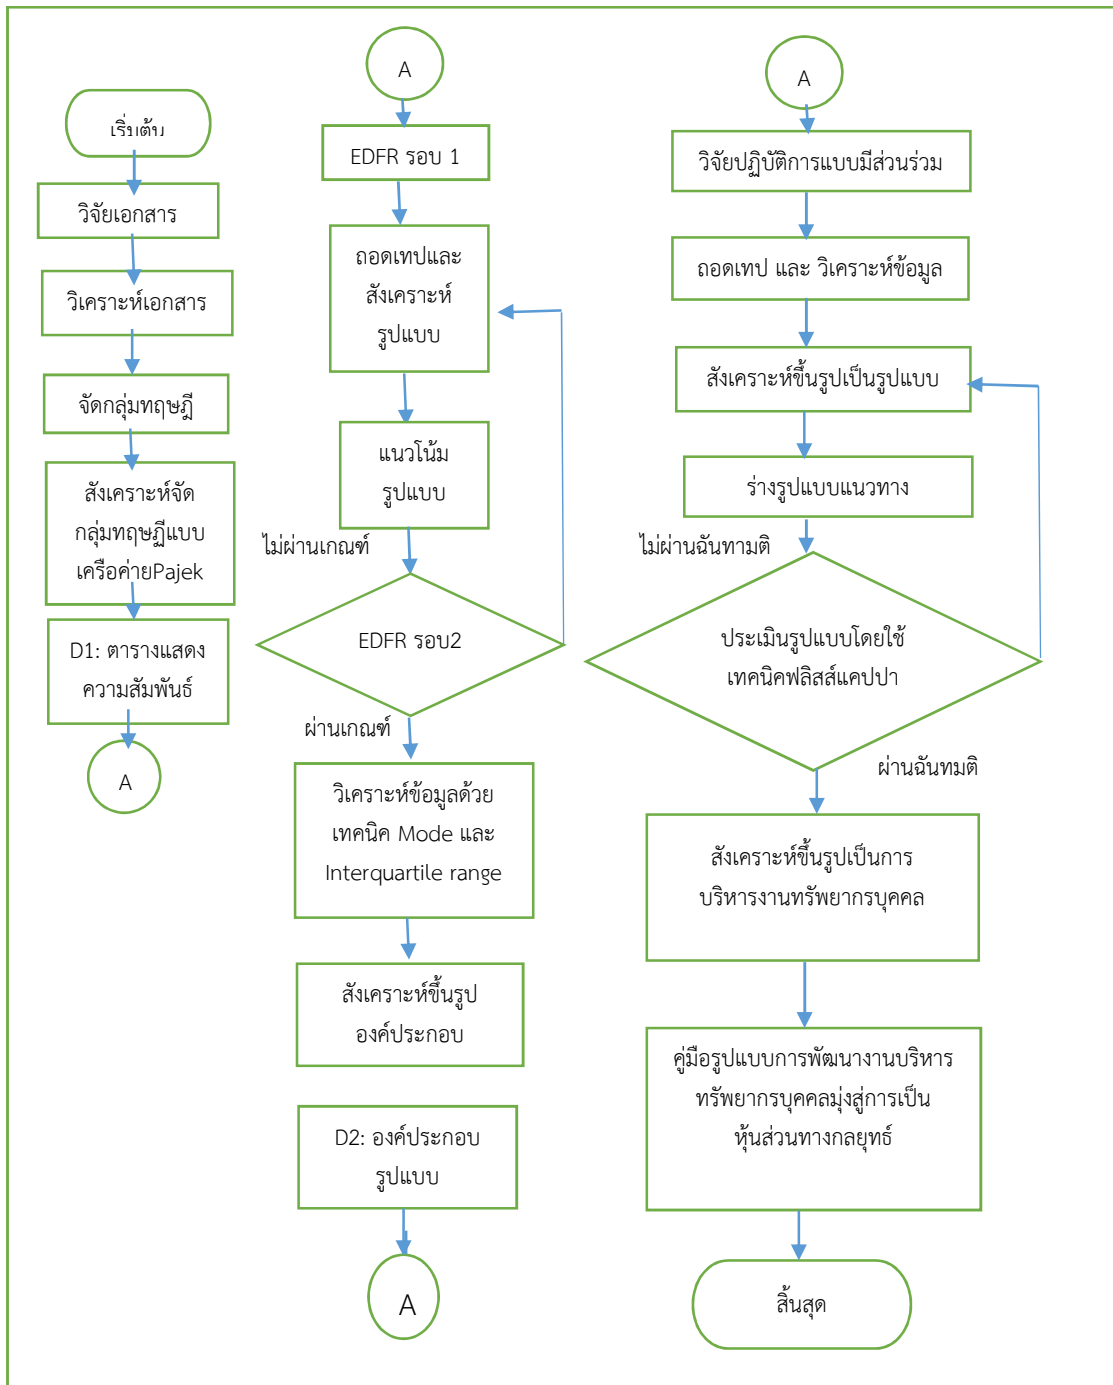 เริ่มต้น
วิจัยเอกสาร
วิเคราะห์เอกสาร
จัดกลุ่มทฤษฎี
สังเคราะห์จัด
กลุ่มทฤษฏีแบบ
เครือค่ายPajek
D1: ตารางแสดง
ความสัมพันธ์
A
A
EDFR รอบ 1
ถอดเทปและ
สังเคราะห์
รูปแบบ
แนวโน้ม
รูปแบบ
ไม่ผ่านเกณฑ์
EDFR รอบ2
ผ่านเกณฑ์
วิเคราะห์ข้อมูลด้วย
เทคนิค Mode และ
Interquartile range
สังเคราะห์ขึ้นรูป
องค์ประกอบ
D2: องค์ประกอบ
รูปแบบ
A
A
วิจัยปฏิบัติการแบบมีส่วนร่วม
ถอดเทป และ วิเคราะห์ข้อมูล
สังเคราะห์ขึ้นรูปเป็นรูปแบบ
ร่างรูปแบบแนวทาง
ไม่ผ่านฉันทามติ
ประเมินรูปแบบโดยใช้
เทคนิคฟลิสส์แคปปา
ผ่านฉันทมติ
สังเคราะห์ขึ้นรูปเป็นการ
บริหารงานทรัพยากรบุคคล
คู่มือรูปแบบการพัฒนางานบริหาร
ทรัพยากรบุคคลมุ่งสู่การเป็น
หุ้นส่วนทางกลยุทธ์
สิ้นสุด